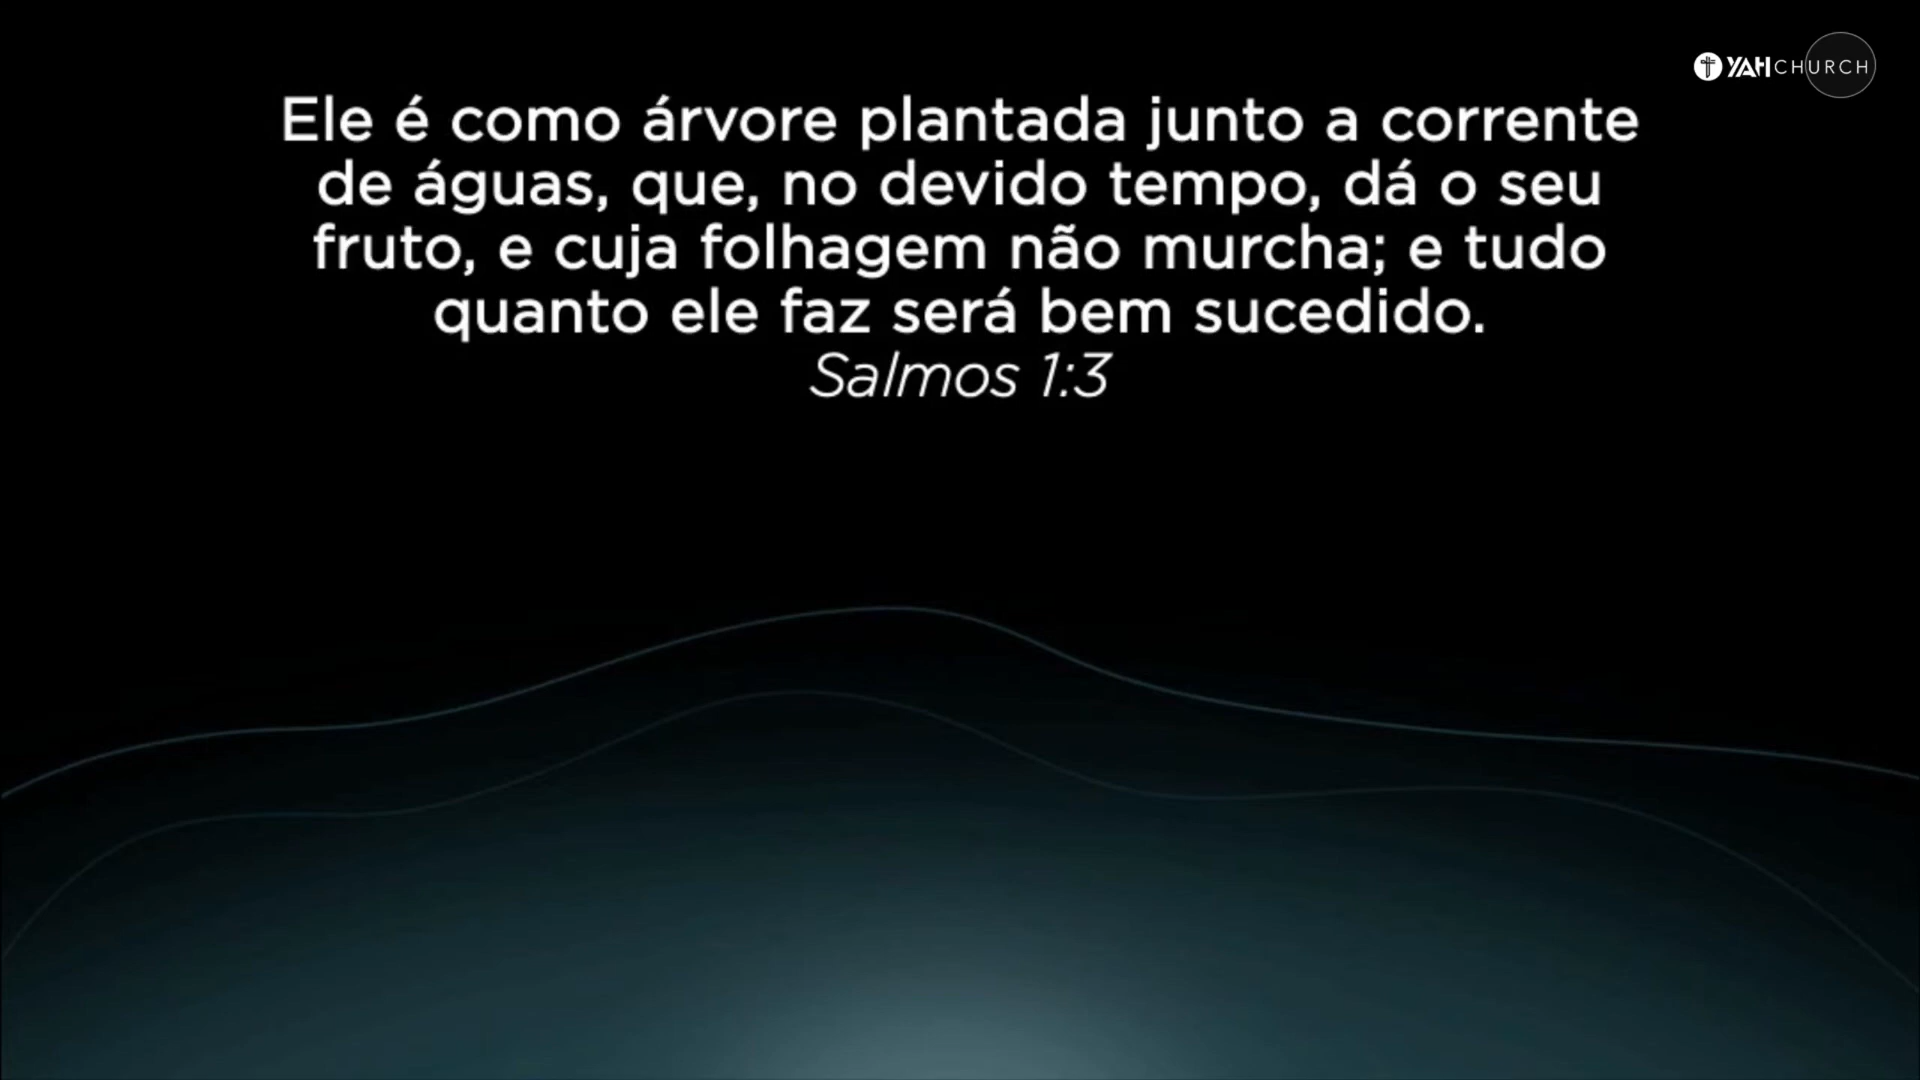 YAH CHURCH
Ele é como árvore plantada junto a corrente
de águas, que, no devido tempo, dá o seu
fruto, e cuja folhagem não murcha; e tudo
quanto ele faz será bem sucedido.
Salmos 1:3